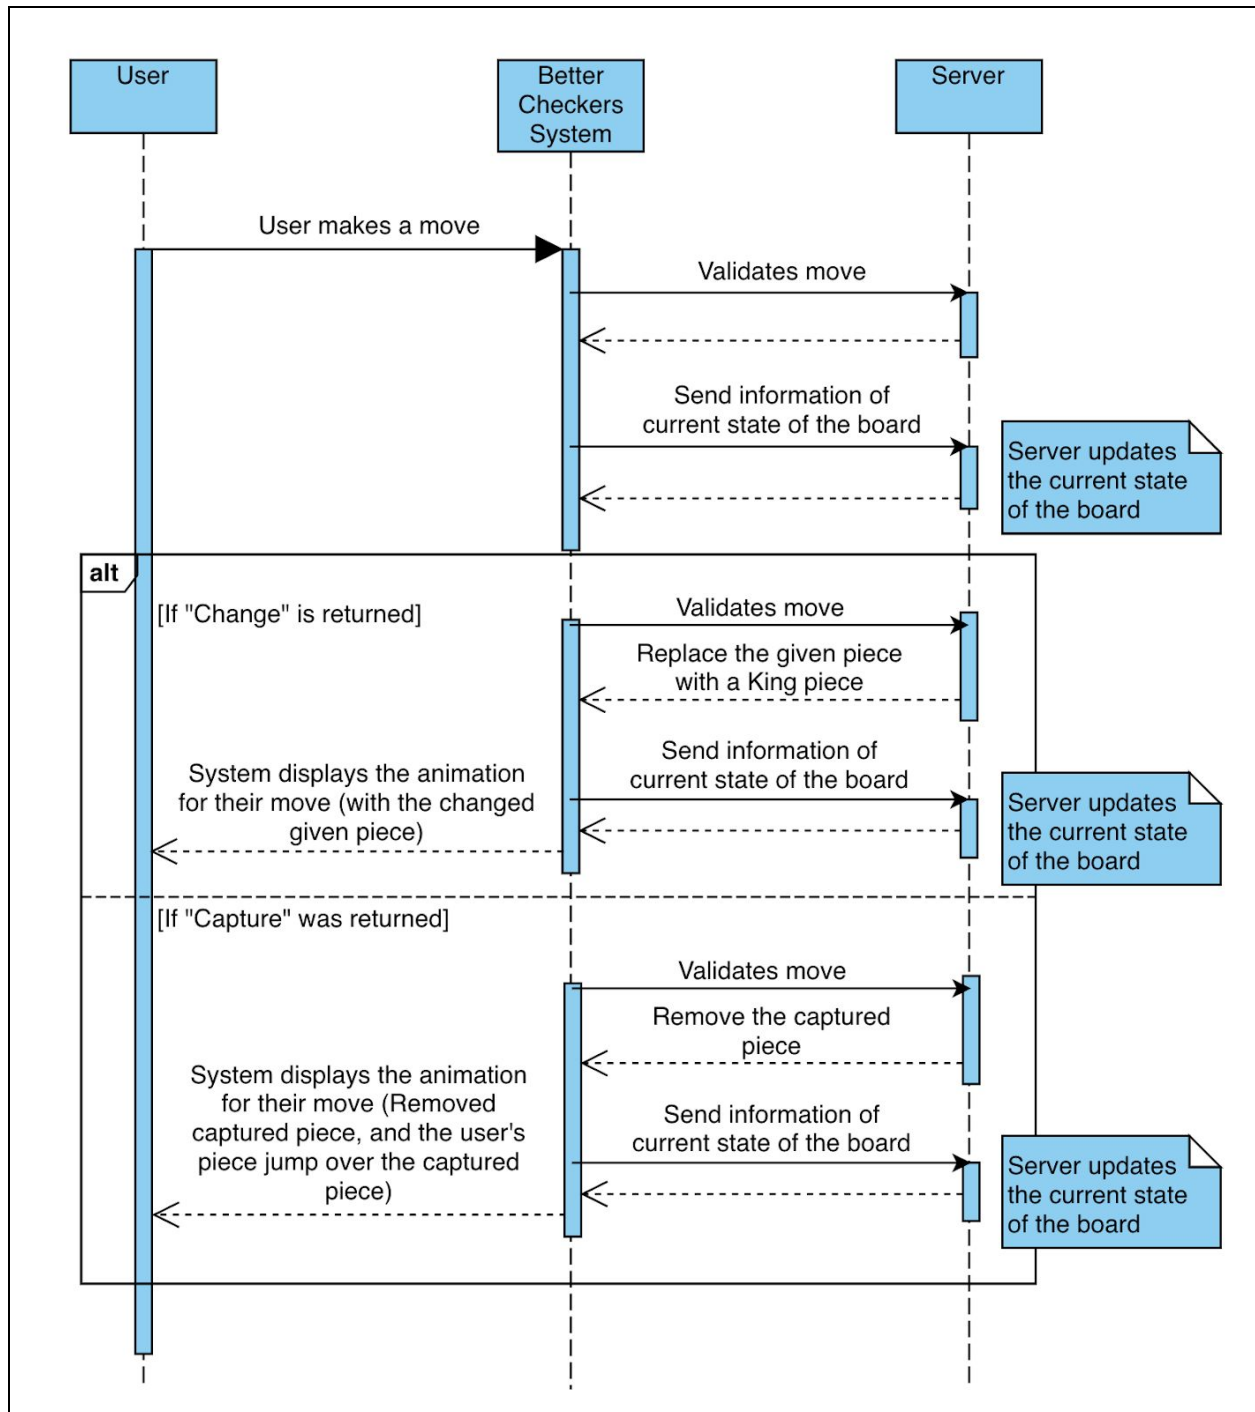 User
Better
Checkers
System
Server
User makes a move
Validates move
Send information of
current state of the board
Server updates
the current state
of the board
alt
[If "Change" is returned]
Validates move
Replace the given piece
with a King piece
Send information of
current state of the board
System displays the animation
for their move (with the changed
given piece)
Server updates
the current state
of the board
[If "Capture" was returned]
Validates move
Remove the captured
piece
System displays the animation
for their move (Removed
captured piece, and the user's
piece jump over the captured
piece)
Send information of
current state of the board
Server updates
the current state
of the board